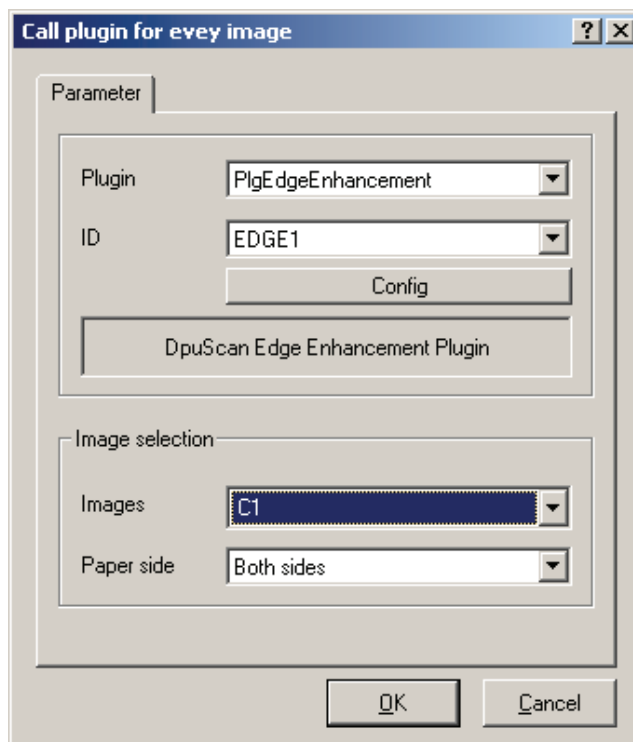 Call plugin for evey image
Parameter
Plugin PlgEdgeEnhancement
ID EDGE1
Config
DpuScan Edge Enhancement Plugin
Image selection
Images C1
Paper side Both sides
OK Cancel